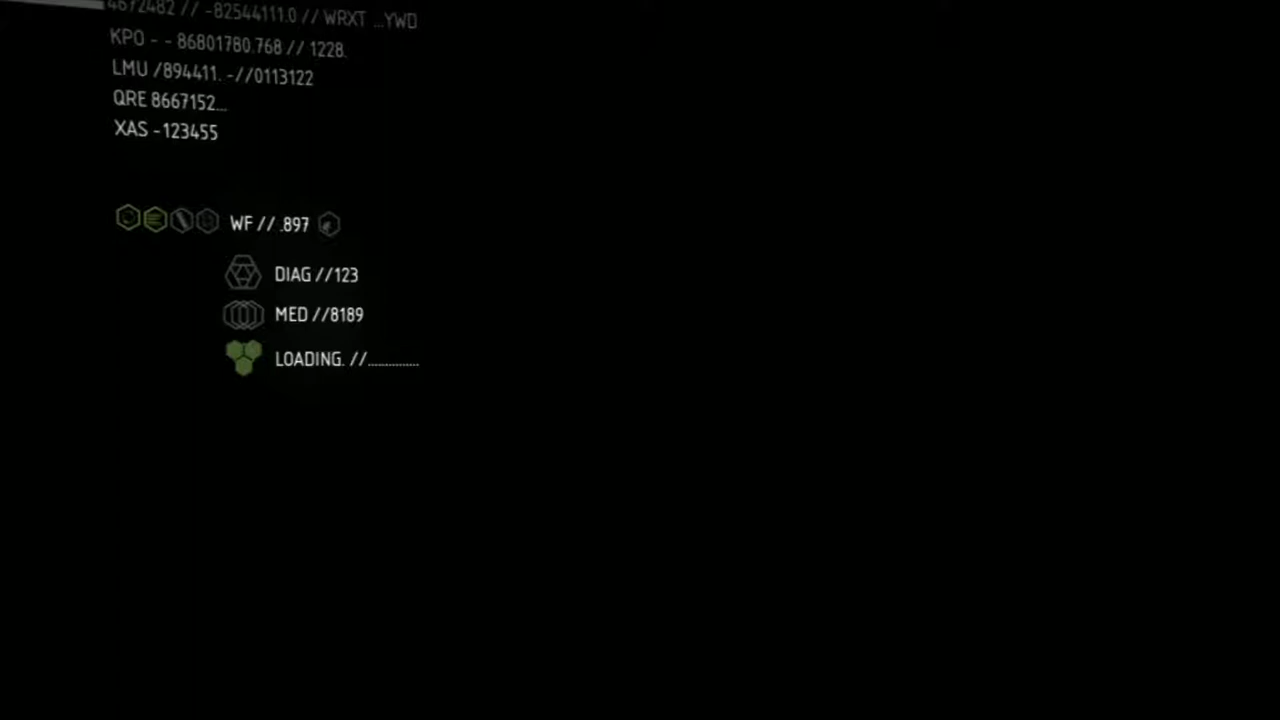 4672482 // -82544111.0 // WRXT ...YWD
KPO - - 86801780.768 // 1228.
LMU /894411. -//0113122
QRE 8667152...
XAS -123455
WF // .897
DIAG //123
MED //8189
LOADING. //...............